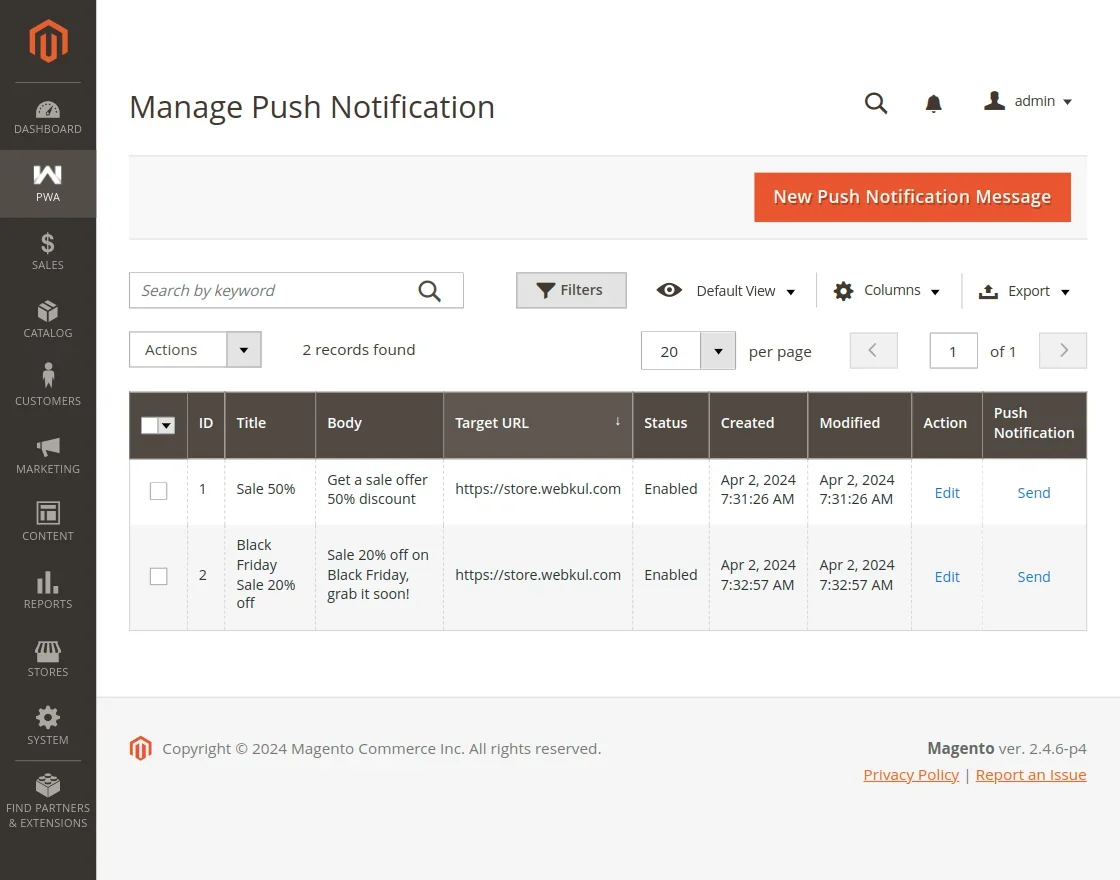 DASHBOARD
PWA
SALES
CATALOG
CUSTOMERS
MARKETING
CONTENT
REPORTS
STORES
SYSTEM
FIND PARTNERS
& EXTENSIONS
Manage Push Notification
admin
New Push Notification Message
Search by keyword
Filters
Default View
Columns
Export
Actions
2 records found
20
per page
1
of 1
ID
Title
Body
Target URL ↓
Status
Created
Modified
Action
Push
Notification
1
Sale 50%
Get a sale offer
50% discount
https://store.webkul.com
Enabled
Apr 2, 2024
7:31:26 AM
Apr 2, 2024
7:31:26 AM
Edit
Send
2
Black
Friday
Sale 20%
off
Sale 20% off on
Black Friday,
grab it soon!
https://store.webkul.com
Enabled
Apr 2, 2024
7:32:57 AM
Apr 2, 2024
7:32:57 AM
Edit
Send
Copyright © 2024 Magento Commerce Inc. All rights reserved.
Magento ver. 2.4.6-p4
Privacy Policy | Report an Issue